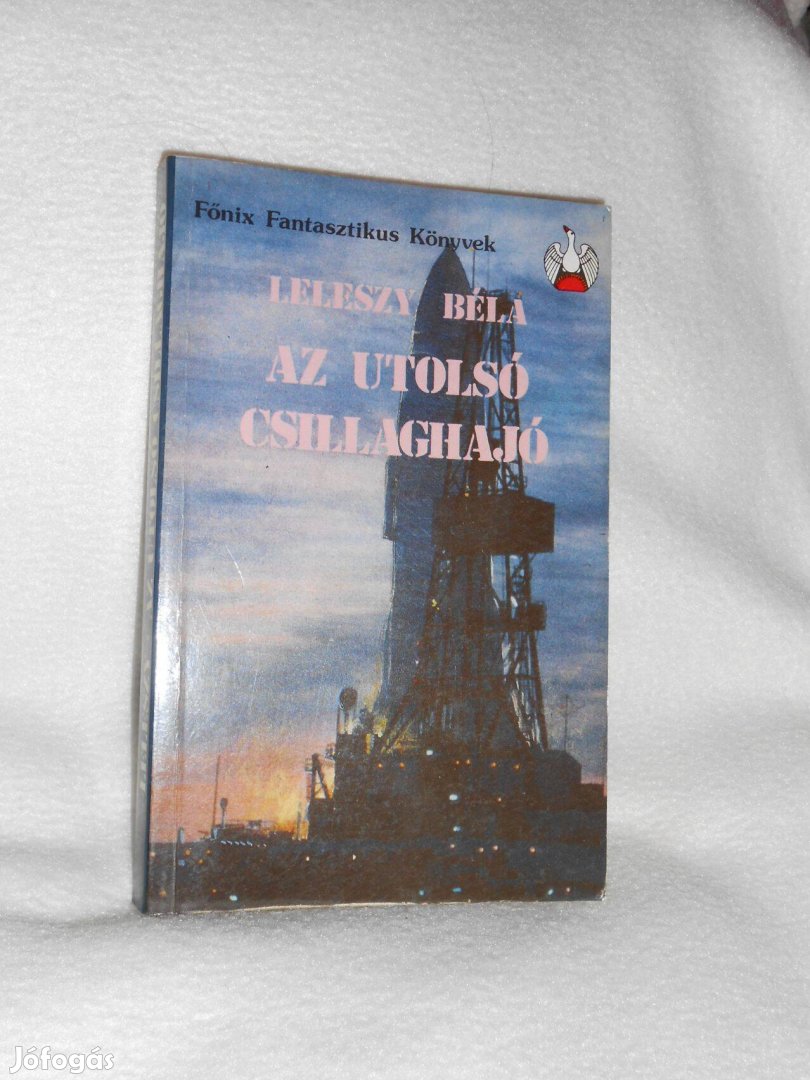 Főnix Fantasztikus Könyvek
LELESZY BÉLA
AZ UTOLSÓ
CSILLAGHAJÓ
Jófogás